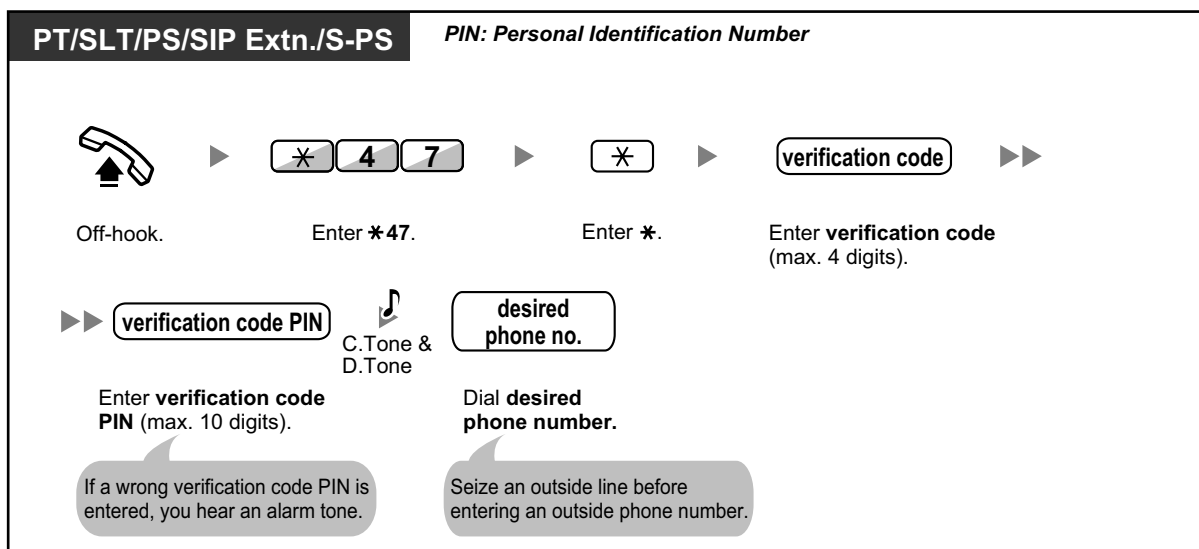 PT/SLT/PS/SIP Extn./S-PS
PIN: Personal Identification Number
* 4 7
*
verification code
Off-hook.
Enter *47.
Enter *.
Enter verification code
(max. 4 digits).
verification code PIN
C.Tone &
D.Tone
desired
phone no.
Enter verification code
PIN (max. 10 digits).
Dial desired
phone number.
If a wrong verification code PIN is
entered, you hear an alarm tone.
Seize an outside line before
entering an outside phone number.